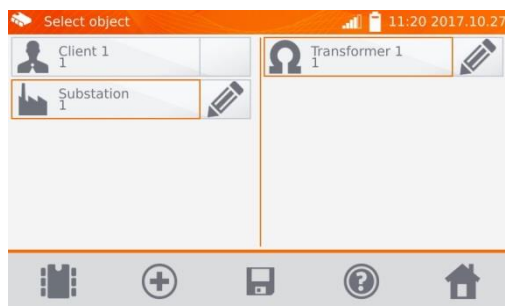 Select object
11:20 2017.10.27
Client 1
1
Substation
1
Transformer 1
1